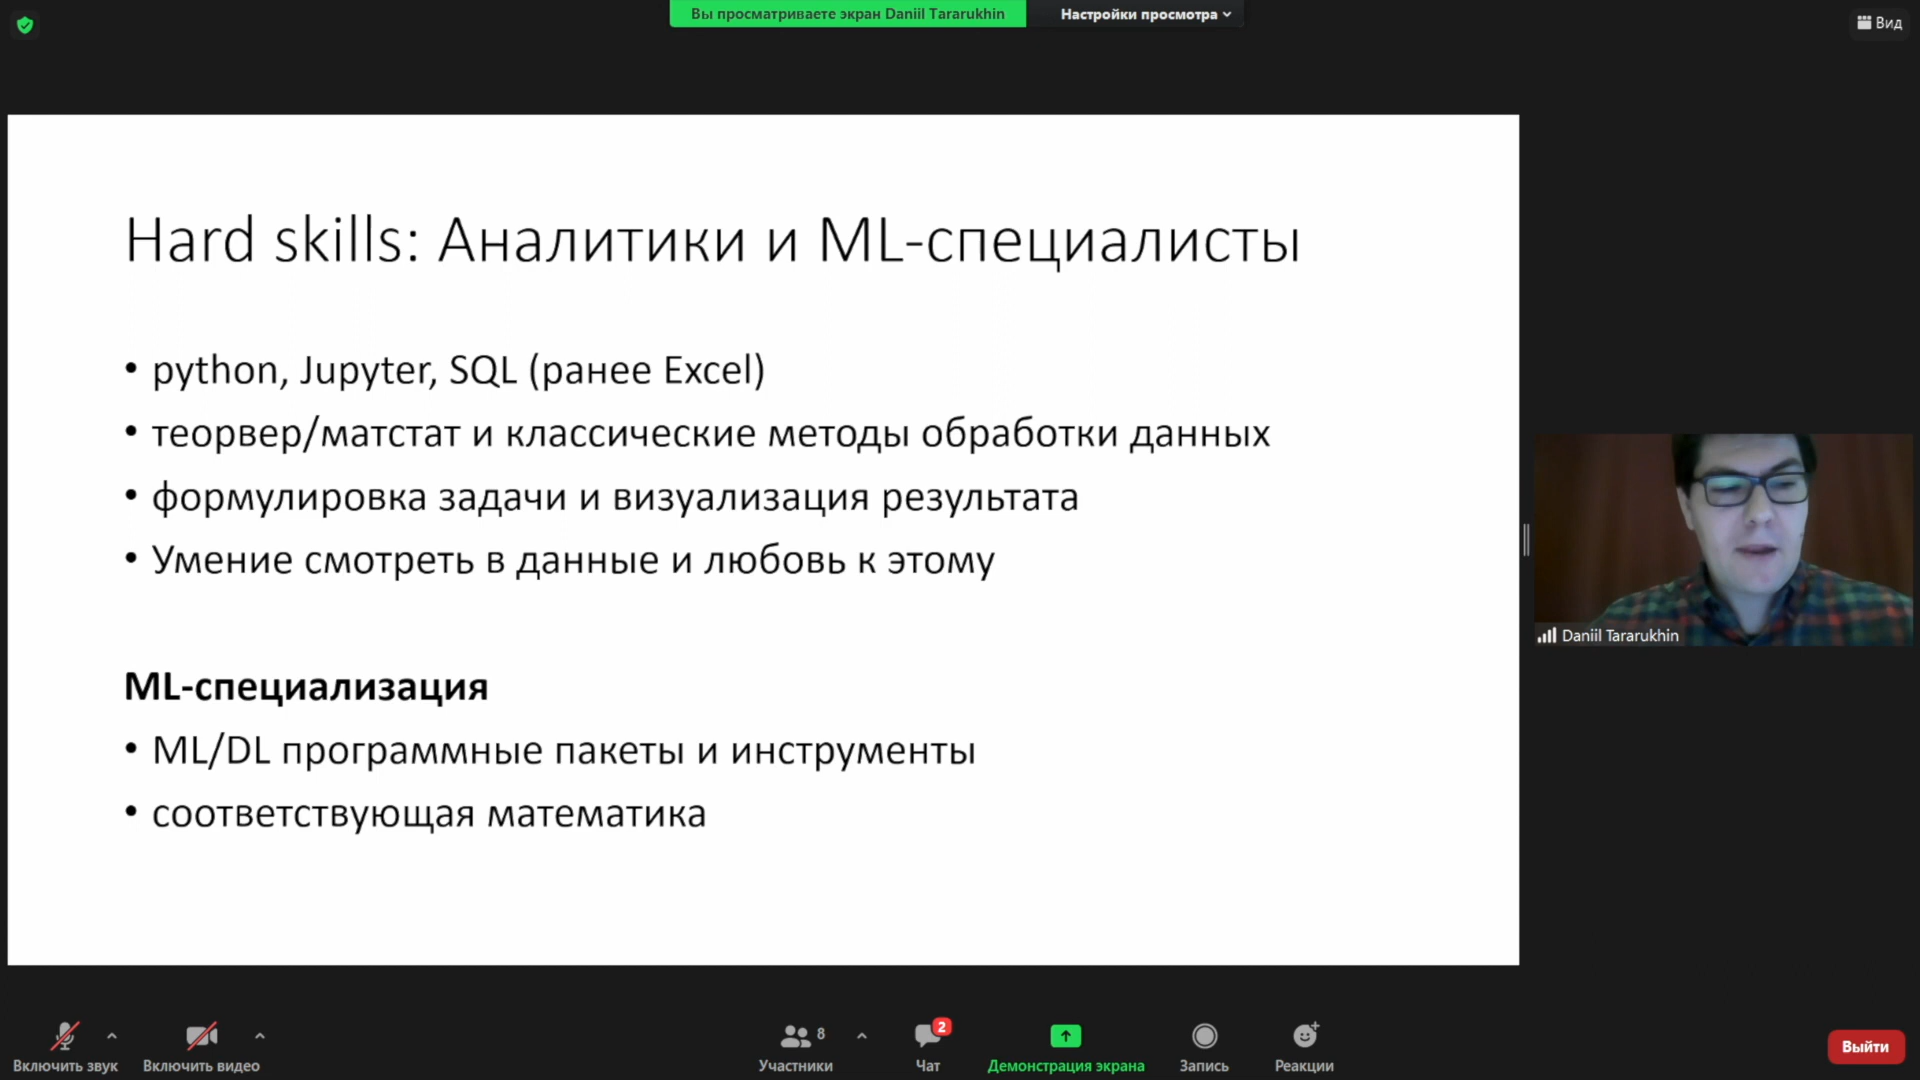 Вы просматриваете экран Daniil Tararukhin
Настройки просмотра
Вид
Hard skills: Аналитики и ML-специалисты
• python, Jupyter, SQL (ранее Excel)
• теорвер/матстат и классические методы обработки данных
• формулировка задачи и визуализация результата
• Умение смотреть в данные и любовь к этому
ML-специализация
• ML/DL программные пакеты и инструменты
• соответствующая математика
Daniil Tararukhin
Включить звук
Включить видео
8
Участники
2
Чат
Демонстрация экрана
Запись
Реакции
Выйти